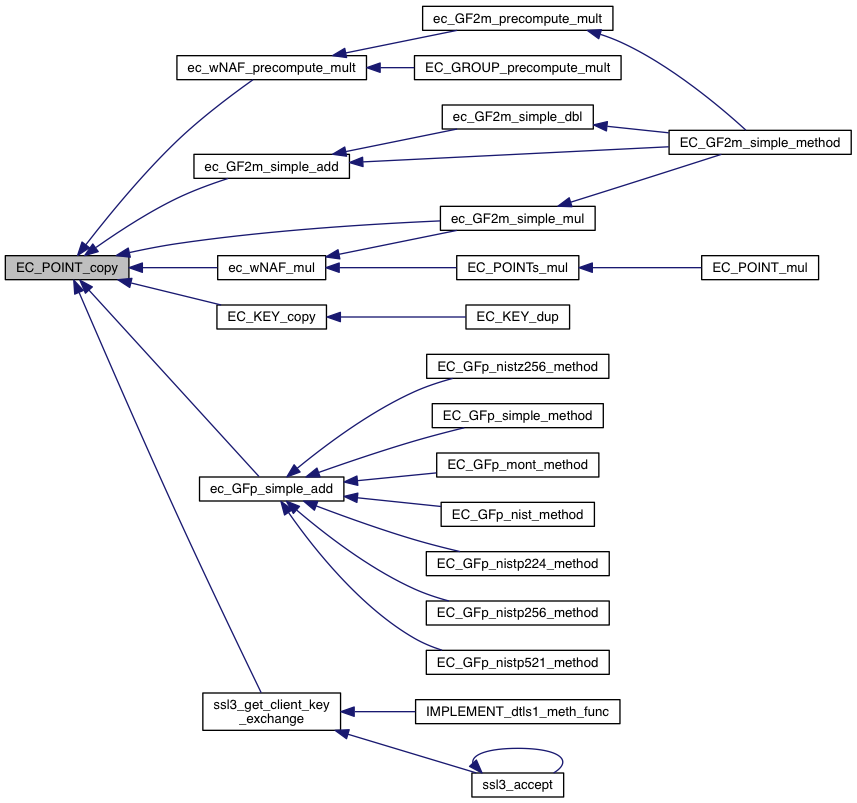 ec_GF2m_precompute_mult
ec_wNAF_precompute_mult
EC_GROUP_precompute_mult
ec_GF2m_simple_dbl
EC_GF2m_simple_method
ec_GF2m_simple_add
ec_GF2m_simple_mul
EC_POINT_copy
ec_wNAF_mul
EC_POINTs_mul
EC_POINT_mul
EC_KEY_copy
EC_KEY_dup
EC_GFp_nistz256_method
EC_GFp_simple_method
EC_GFp_mont_method
ec_GFp_simple_add
EC_GFp_nist_method
EC_GFp_nistp224_method
EC_GFp_nistp256_method
EC_GFp_nistp521_method
ssl3_get_client_key
_exchange
IMPLEMENT_dtls1_meth_func
ssl3_accept